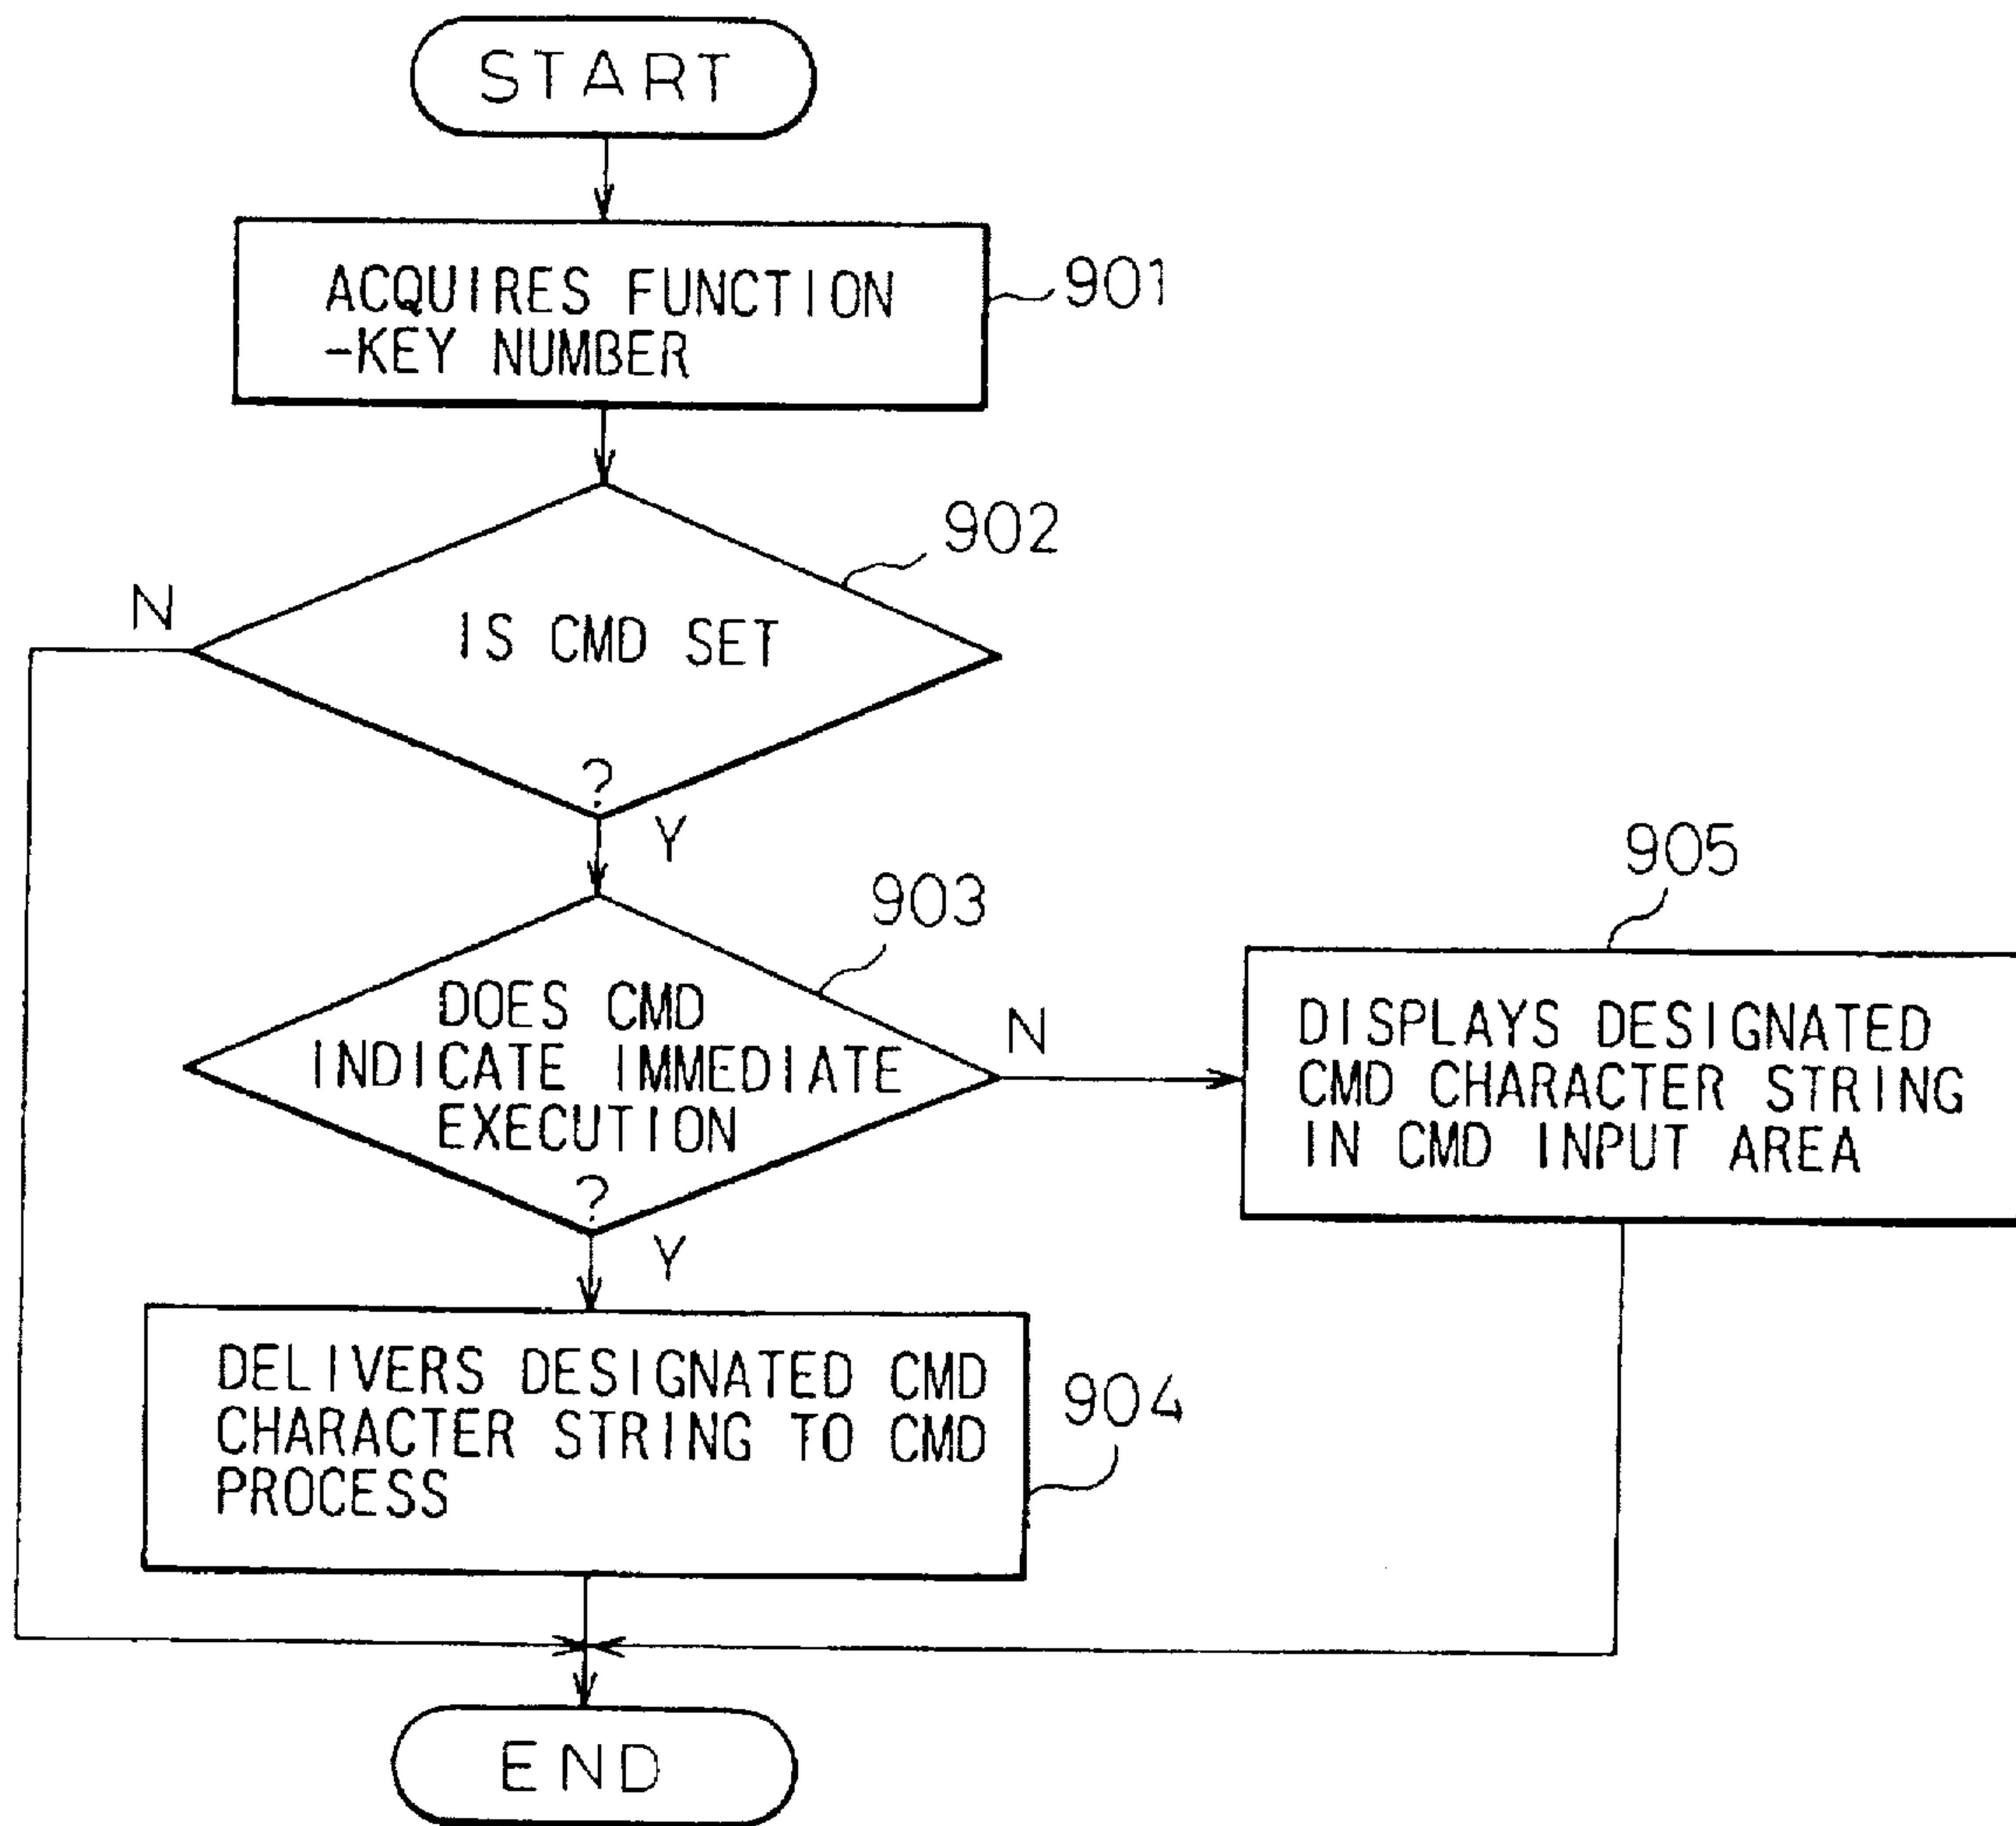 START
ACQUIRES FUNCTION
-KEY NUMBER
901
902
N
IS CMD SET
?
Y
903
DOES CMD
INDICATE IMMEDIATE
EXECUTION
?
N
Y
905
DISPLAYS DESIGNATED
CMD CHARACTER STRING
IN CMD INPUT AREA
DELIVERS DESIGNATED CMD
CHARACTER STRING TO CMD
PROCESS
904
END